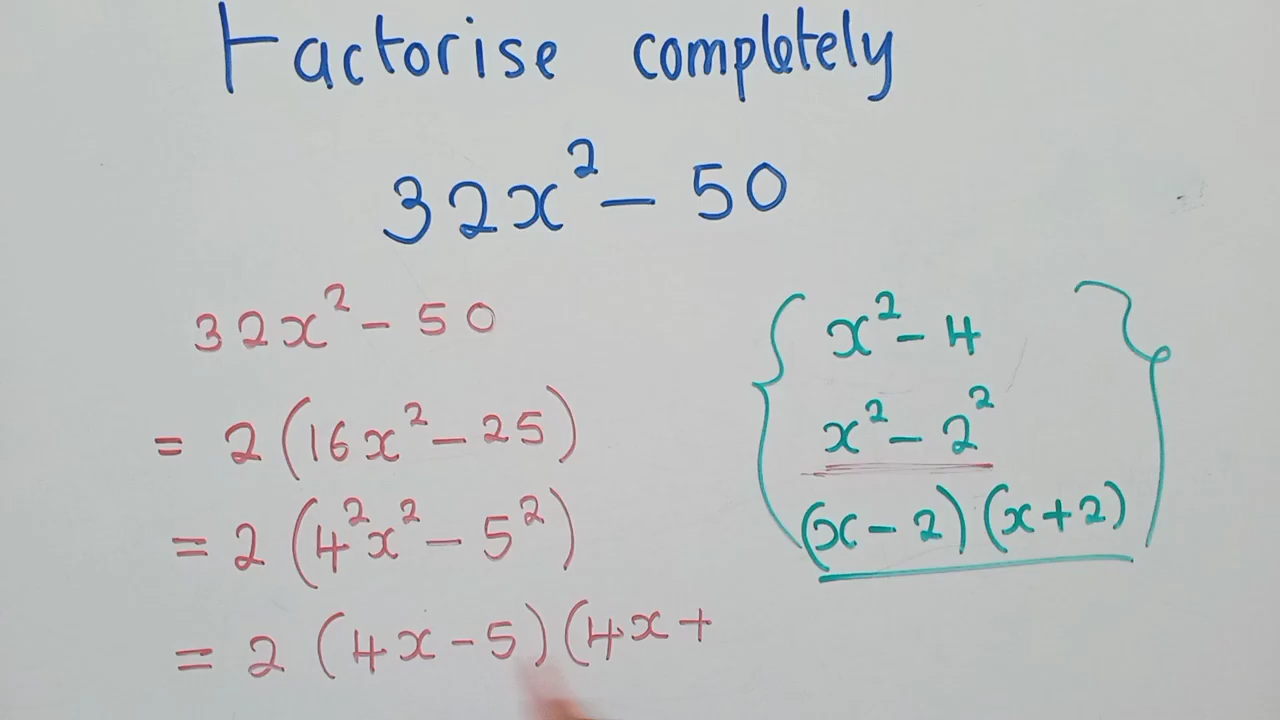 Factorise completely
32x² - 50
32x² - 50
= 2(16x² - 25)
= 2(4²x² - 5²)
= 2(4x - 5)(4x +
x² - 4
x² - 2²
(x - 2)(x + 2)